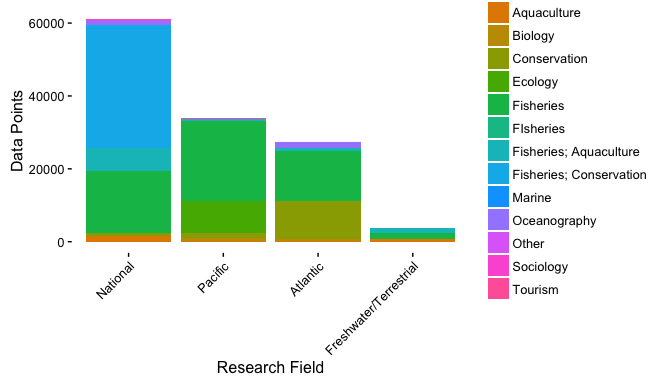 60000
40000
20000
0
Data Points
National
Pacific
Atlantic
Freshwater/Terrestrial
Research Field
Aquaculture
Biology
Conservation
Ecology
Fisheries
FIsheries
Fisheries; Aquaculture
Fisheries; Conservation
Marine
Oceanography
Other
Sociology
Tourism